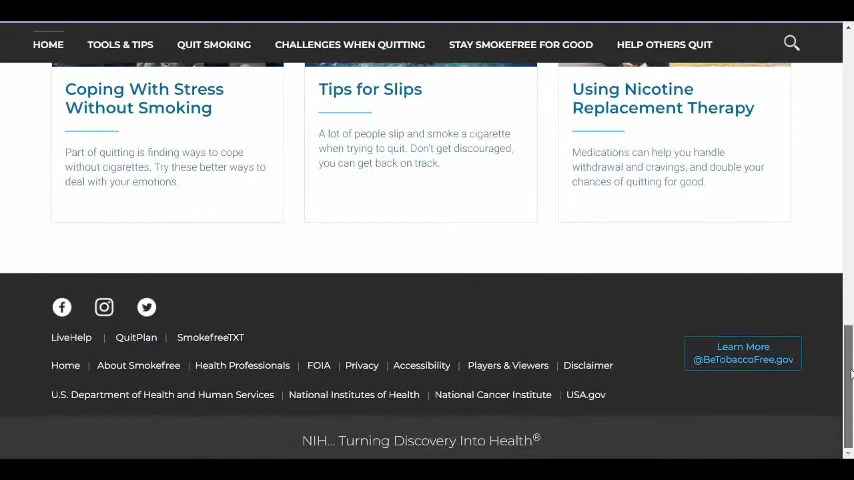 HOME TOOLS & TIPS QUIT SMOKING CHALLENGES WHEN QUITTING STAY SMOKEFREE FOR GOOD HELP OTHERS QUIT
Coping With Stress
Without Smoking
Part of quitting is finding ways to cope
without cigarettes. Try these better ways to
deal with your emotions.
Tips for Slips
A lot of people slip and smoke a cigarette
when trying to quit. Don't get discouraged,
you can get back on track.
Using Nicotine
Replacement Therapy
Medications can help you handle
withdrawal and cravings, and double your
chances of quitting for good.
LiveHelp | QuitPlan | SmokefreeTXT
Home | About Smokefree | Health Professionals | FOIA | Privacy | Accessibility | Players & Viewers | Disclaimer
U.S. Department of Health and Human Services | National Institutes of Health | National Cancer Institute | USA.gov
Learn More
@BeTobaccoFree.gov
NIH... Turning Discovery Into Health®